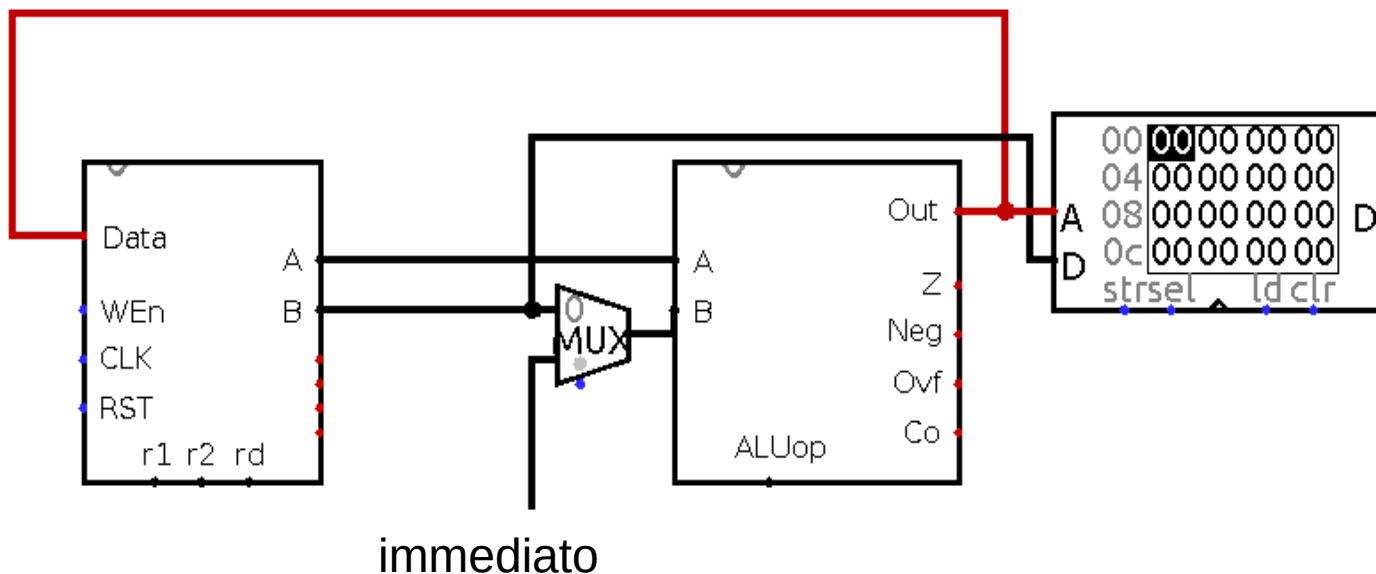 Data
WEn
CLK
RST
A
B
r1 r2 rd
0
MUX
immediato
A
B
Out
Z
Neg
Ovf
Co
ALUop
A
D
00 00 00 00 00
04 00 00 00 00
08 00 00 00 00
0c 00 00 00 00
str sel ld clr
D